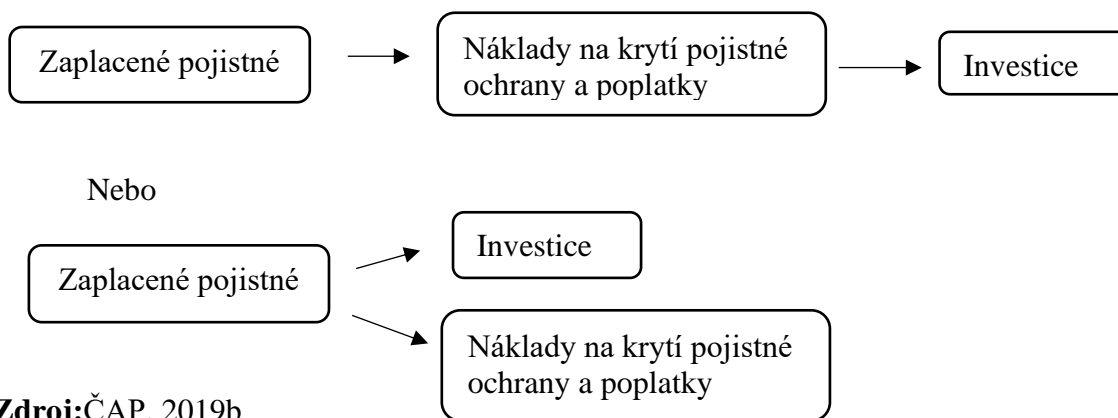 Zaplacené pojistné
Náklady na krytí pojistné
ochrany a poplatky
Investice
Nebo
Zaplacené pojistné
Investice
Náklady na krytí pojistné
ochrany a poplatky
Zdroj:ČAP, 2019b